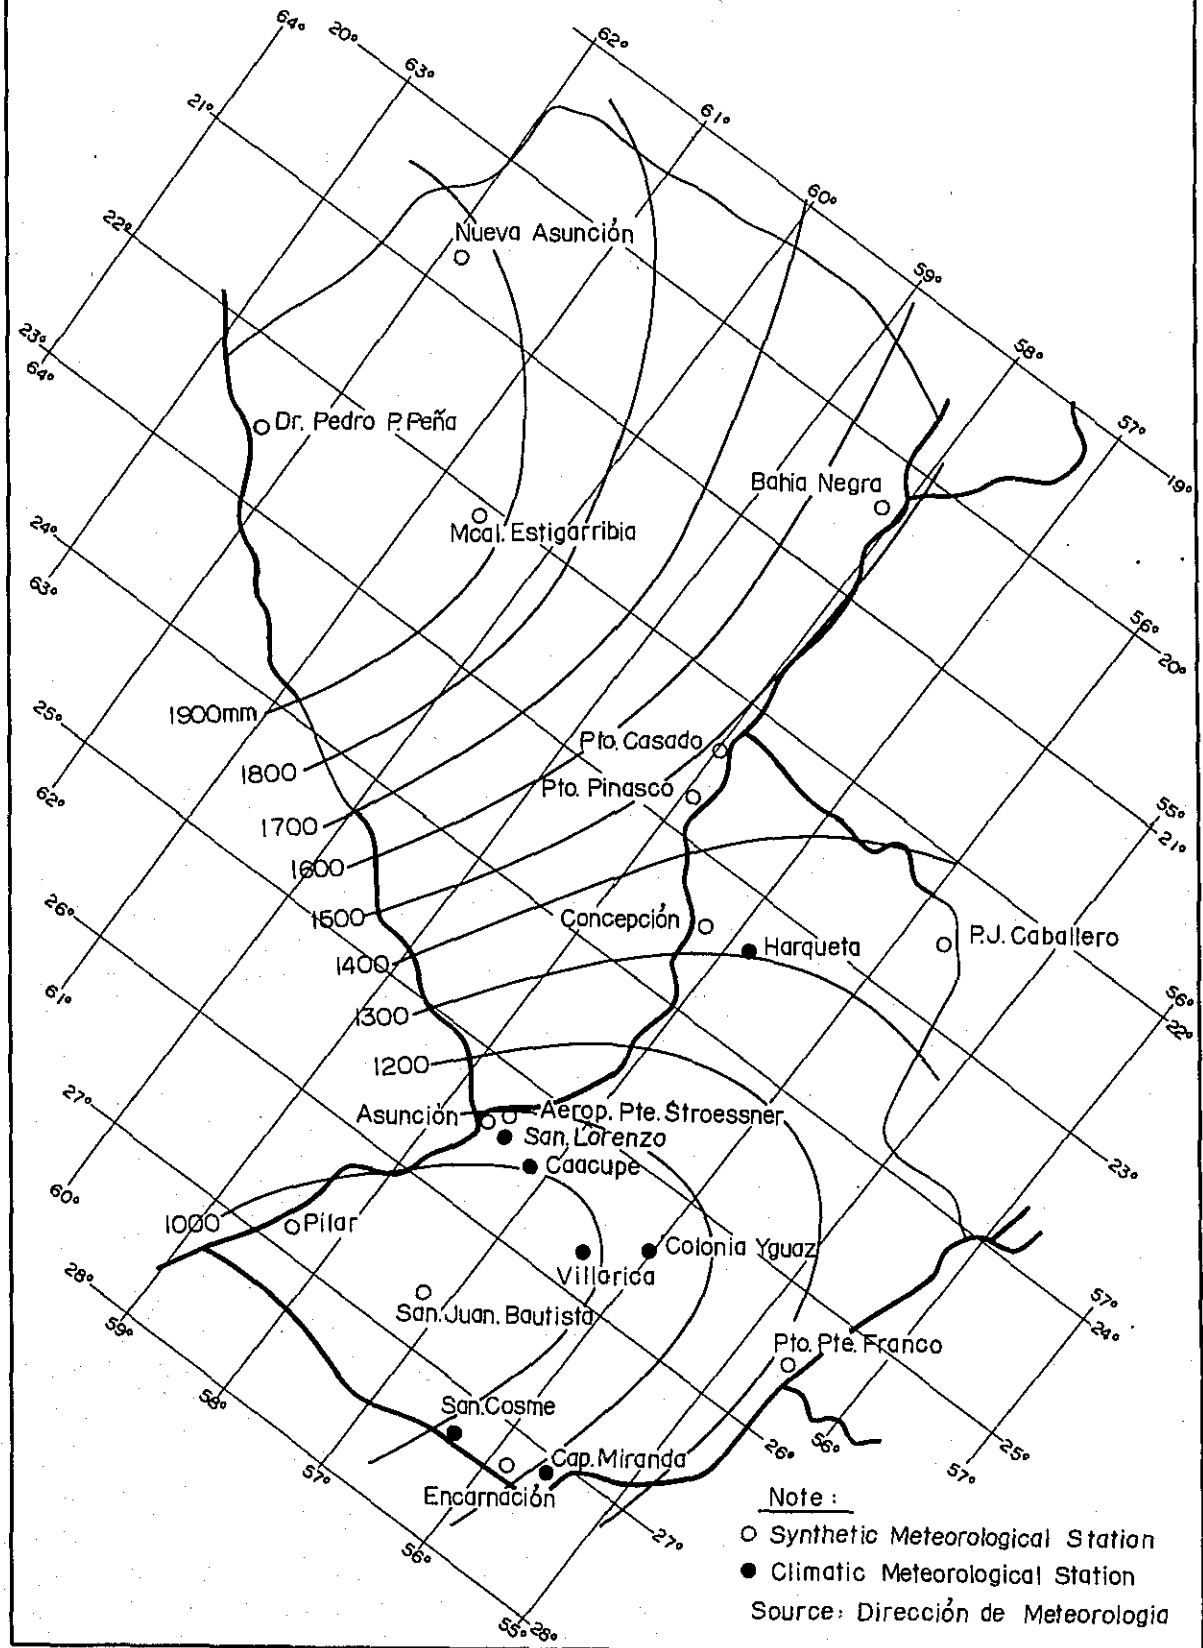 64° 20°
63°
62°
21°
61°
60°
22°
Nueva Asunción
59°
58°
23°
64°
57°
Dr. Pedro P. Peña
19°
Bahia Negra
Mcal. Estigarribia
24°
63°
56°
20°
25°
1900mm
Pto. Casado
1800
Pto. Pinasco
62°
55°
21°
1700
1600
1500
Concepción
26°
P.J. Caballero
Harqueta
1400
61°
56°
22°
1300
1200
27°
Asunción
Aerop. Pte. Stroessner
San. Lorenzo
Caacupe
23°
60°
1000
Pilar
Colonia Yguaz
Villarica
28°
San. Juan. Bautista
57°
24°
59°
Pto. Pte. Franco
58°
San. Cosme
26° 56°
25°
57°
57°
Cap. Miranda
Encarnación
27°
56°
55° 28°
Note :
Synthetic Meteorological Station
Climatic Meteorological Station
Source: Dirección de Meteorologia